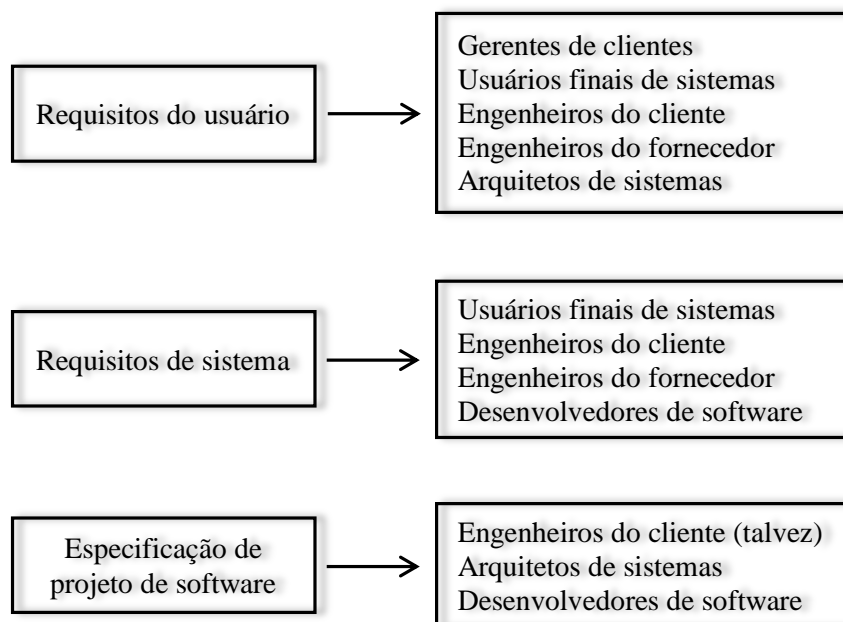 Requisitos do usuário
Gerentes de clientes
Usuários finais de sistemas
Engenheiros do cliente
Engenheiros do fornecedor
Arquitetos de sistemas
Requisitos de sistema
Usuários finais de sistemas
Engenheiros do cliente
Engenheiros do fornecedor
Desenvolvedores de software
Especificação de
projeto de software
Engenheiros do cliente (talvez)
Arquitetos de sistemas
Desenvolvedores de software